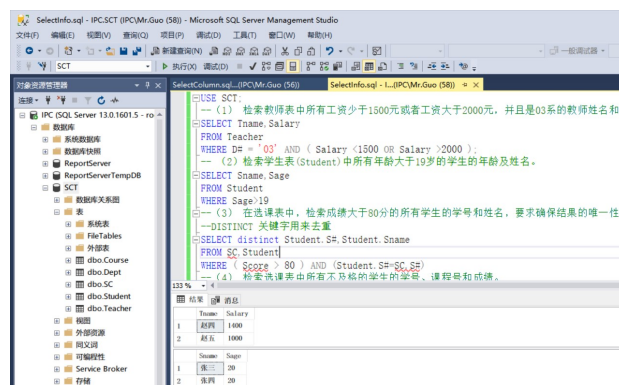 SelectInfo.sql - IPC.SCT (IPC\Mr.Guo (58)) - Microsoft SQL Server Management Studio
文件(F) 编辑(E) 视图(V) 查询(Q) 项目(P) 调试(D) 工具(T) 窗口(W) 帮助(H)
新建查询(N) 一般调试器
SCT 执行(X) 调试(D)
对象资源管理器
连接
IPC (SQL Server 13.0.1601.5 - ro
数据库
系统数据库
数据库快照
ReportServer
ReportServerTempDB
SCT
数据库关系图
表
系统表
FileTables
外部表
dbo.Course
dbo.Dept
dbo.SC
dbo.Student
dbo.Teacher
视图
外部资源
同义词
可编程性
Service Broker
存储
SelectColumn.sql...(IPC\Mr.Guo (56)) SelectInfo.sql - I...(IPC\Mr.Guo (58))
USE SCT;
-- (1) 检索教师表中所有工资少于1500元或者工资大于2000元，并且是03系的教师姓名和
SELECT Tname,Salary
FROM Teacher
WHERE D# = '03' AND ( Salary <1500 OR Salary >2000 );
-- (2) 检索学生表(Student)中所有年龄大于19岁的学生的年龄及姓名。
SELECT Sname,Sage
FROM Student
WHERE Sage>19
-- (3) 在选课表中，检索成绩大于80分的所有学生的学号和姓名，要求确保结果的唯一性
--DISTINCT 关键字用来去重
SELECT distinct Student.S#,Student.Sname
FROM SC,Student
WHERE ( Score > 80 ) AND (Student.S#=SC.S#)
-- (4) 检索选课表中所有不及格的学生的学号、课程号和成绩。
133 %
结果 消息
Tname Salary
1 赵四 1400
2 赵五 1000
Sname Sage
1 张三 20
2 张四 20